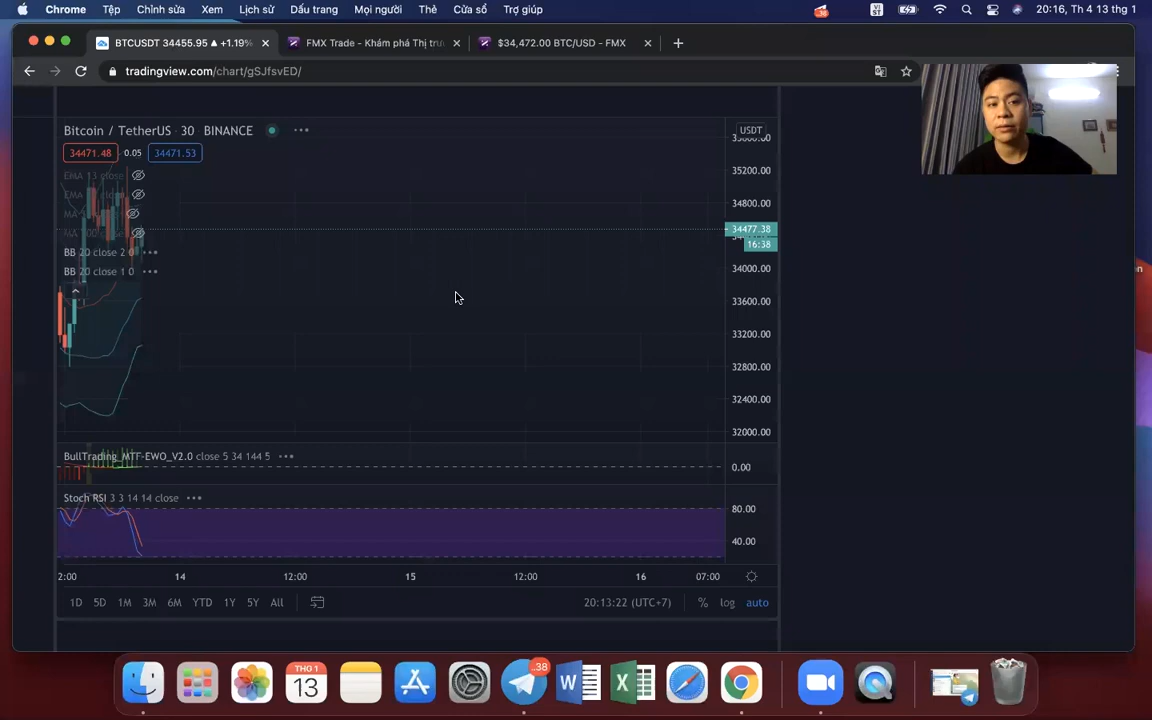 Chrome Tệp Chỉnh sửa Xem Lịch sử Dấu trang Mọi người Thẻ Cửa sổ Trợ giúp 38 VI ST 20:16, Th 4 13 thg 1
BTCUSDT 34455.95 ▲ +1.19% FMX Trade - Khám phá Thị trư $34,472.00 BTC/USD - FMX
tradingview.com/chart/gSJfsvED/
Bitcoin / TetherUS 30 BINANCE
USDT
34471.48 0.05 34471.53
EMA 13 close
35200.00
34800.00
34477.38
16:38
BB 20 close 2 0
BB 20 close 1 0
34000.00
33600.00
33200.00
32800.00
32400.00
32000.00
BullTrading_MTF-EWO_V2.0 close 5 34 144 5
0.00
Stoch RSI 3 3 14 14 close
80.00
40.00
2:00 14 12:00 15 12:00 16 07:00
1D 5D 1M 3M 6M YTD 1Y 5Y All 20:13:22 (UTC+7) % log auto
THG 1
13
38
W
X